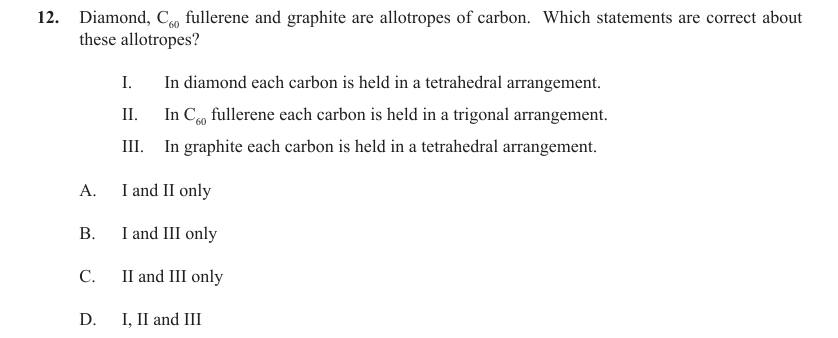 12. Diamond, C60 fullerene and graphite are allotropes of carbon. Which statements are correct about
these allotropes?
I. In diamond each carbon is held in a tetrahedral arrangement.
II. In C60 fullerene each carbon is held in a trigonal arrangement.
III. In graphite each carbon is held in a tetrahedral arrangement.
A. I and II only
B. I and III only
C. II and III only
D. I, II and III